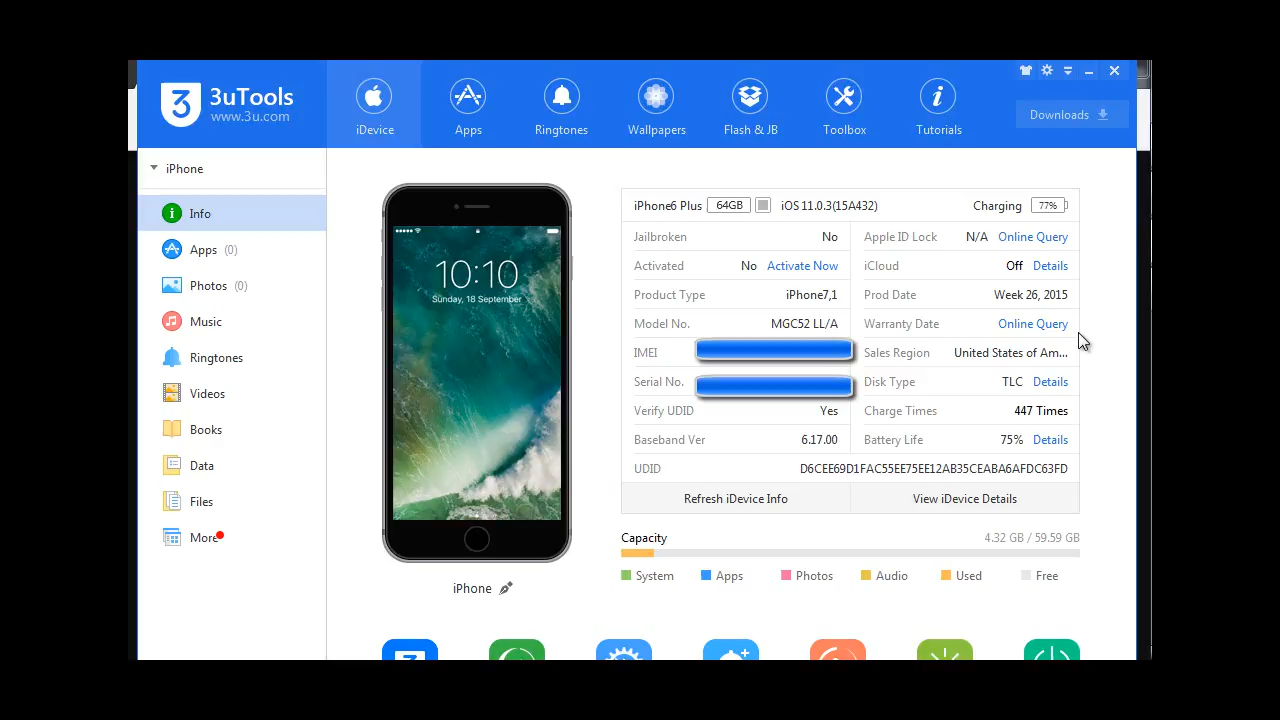 3uTools
www.3u.com
iDevice
Apps
Ringtones
Wallpapers
Flash & JB
Toolbox
Tutorials
Downloads
iPhone
Info
Apps (0)
Photos (0)
Music
Ringtones
Videos
Books
Data
Files
More
10:10
Sunday, 18 September
iPhone
iPhone6 Plus 64GB iOS 11.0.3(15A432) Charging 77%
Jailbroken No Apple ID Lock N/A Online Query
Activated No Activate Now iCloud Off Details
Product Type iPhone7,1 Prod Date Week 26, 2015
Model No. MGC52 LL/A Warranty Date Online Query
IMEI Sales Region United States of Am...
Serial No. Disk Type TLC Details
Verify UDID Yes Charge Times 447 Times
Baseband Ver 6.17.00 Battery Life 75% Details
UDID D6CEE69D1FAC55EE75EE12AB35CEABA6AFDC63FD
Refresh iDevice Info View iDevice Details
Capacity 4.32 GB / 59.59 GB
System Apps Photos Audio Used Free